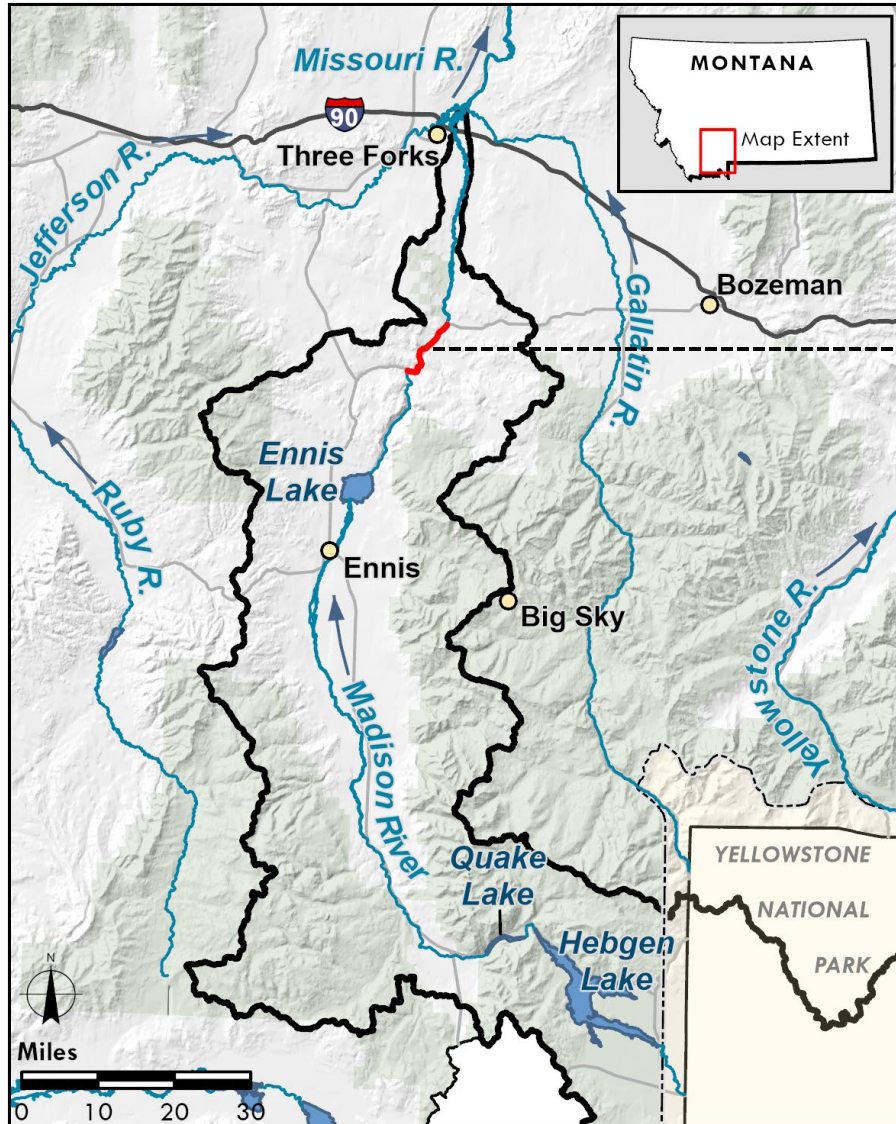 Missouri R.
MONTANA
Map Extent
90
Three Forks
Jefferson R.
Bozeman
Gallatin R.
Ennis
Lake
Ruby R.
Ennis
Big Sky
Yellowstone R.
Madison River
Quake
Lake
YELLOWSTONE
NATIONAL
PARK
Hebgen
Lake
N
Miles
0 10 20 30